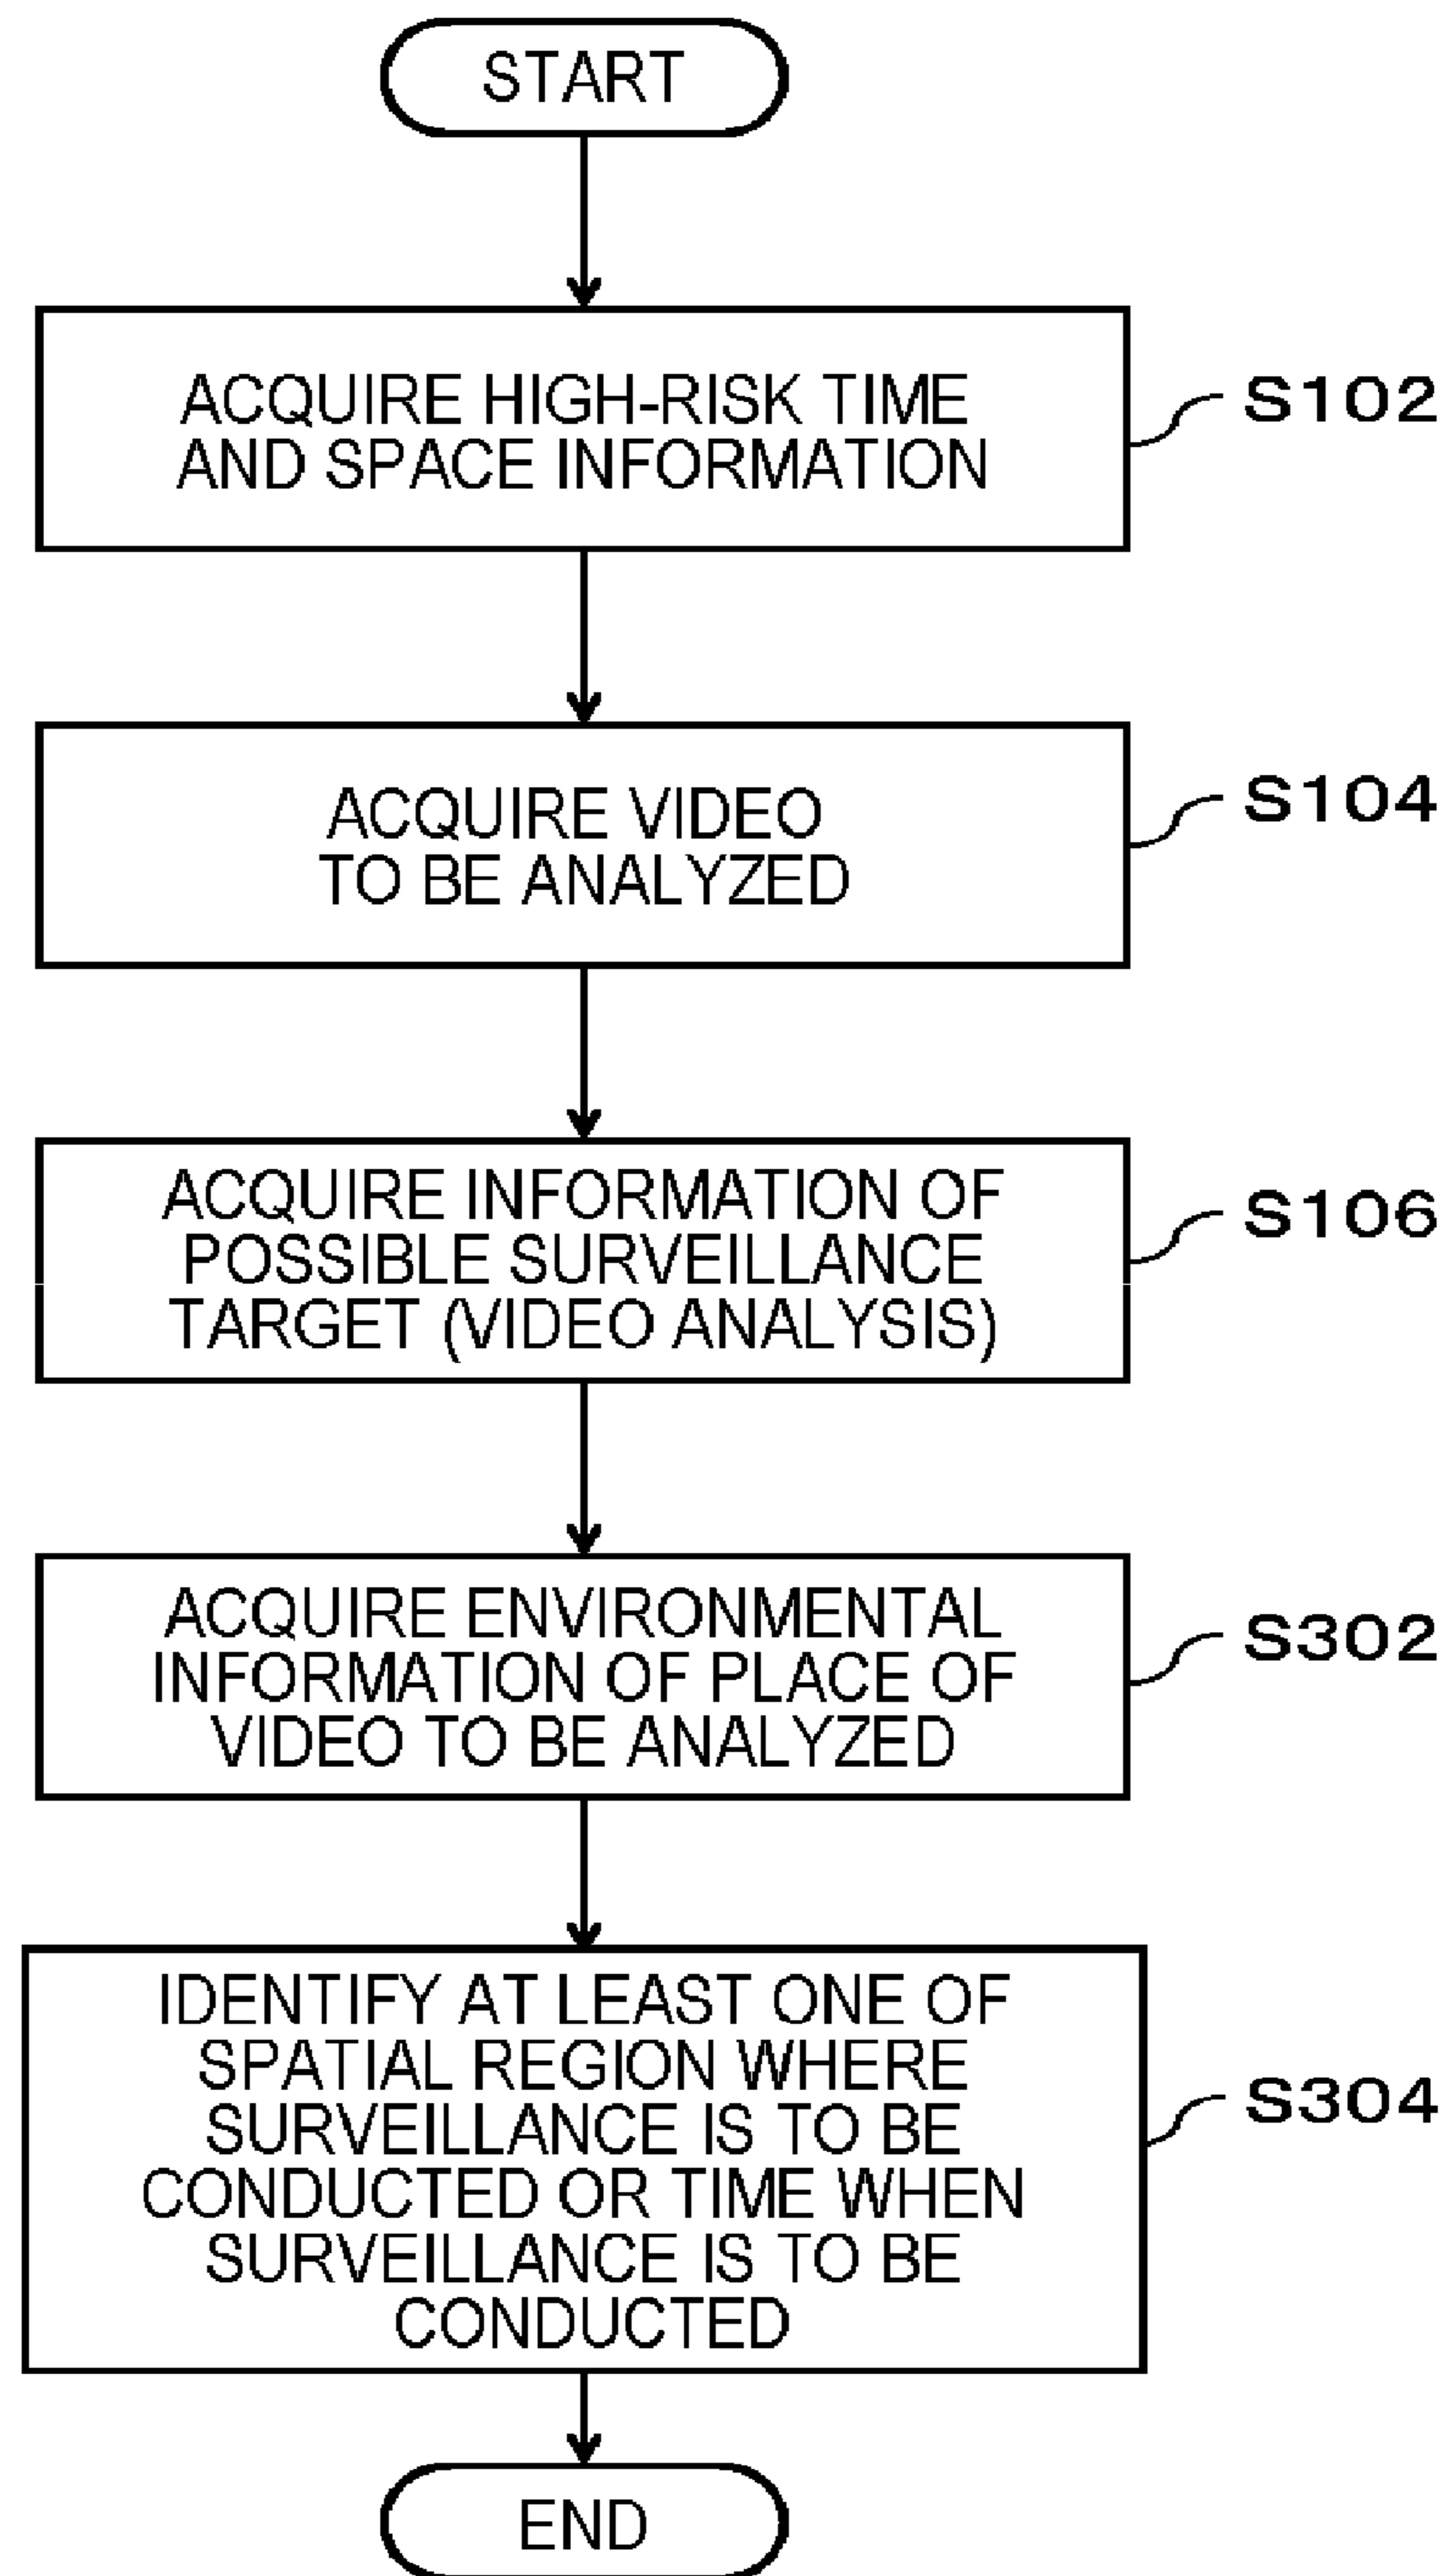 START
ACQUIRE HIGH-RISK TIME
AND SPACE INFORMATION
S102
ACQUIRE VIDEO
TO BE ANALYZED
S104
ACQUIRE INFORMATION OF
POSSIBLE SURVEILLANCE
TARGET (VIDEO ANALYSIS)
S106
ACQUIRE ENVIRONMENTAL
INFORMATION OF PLACE OF
VIDEO TO BE ANALYZED
S302
IDENTIFY AT LEAST ONE OF
SPATIAL REGION WHERE
SURVEILLANCE IS TO BE
CONDUCTED OR TIME WHEN
SURVEILLANCE IS TO BE
CONDUCTED
S304
END